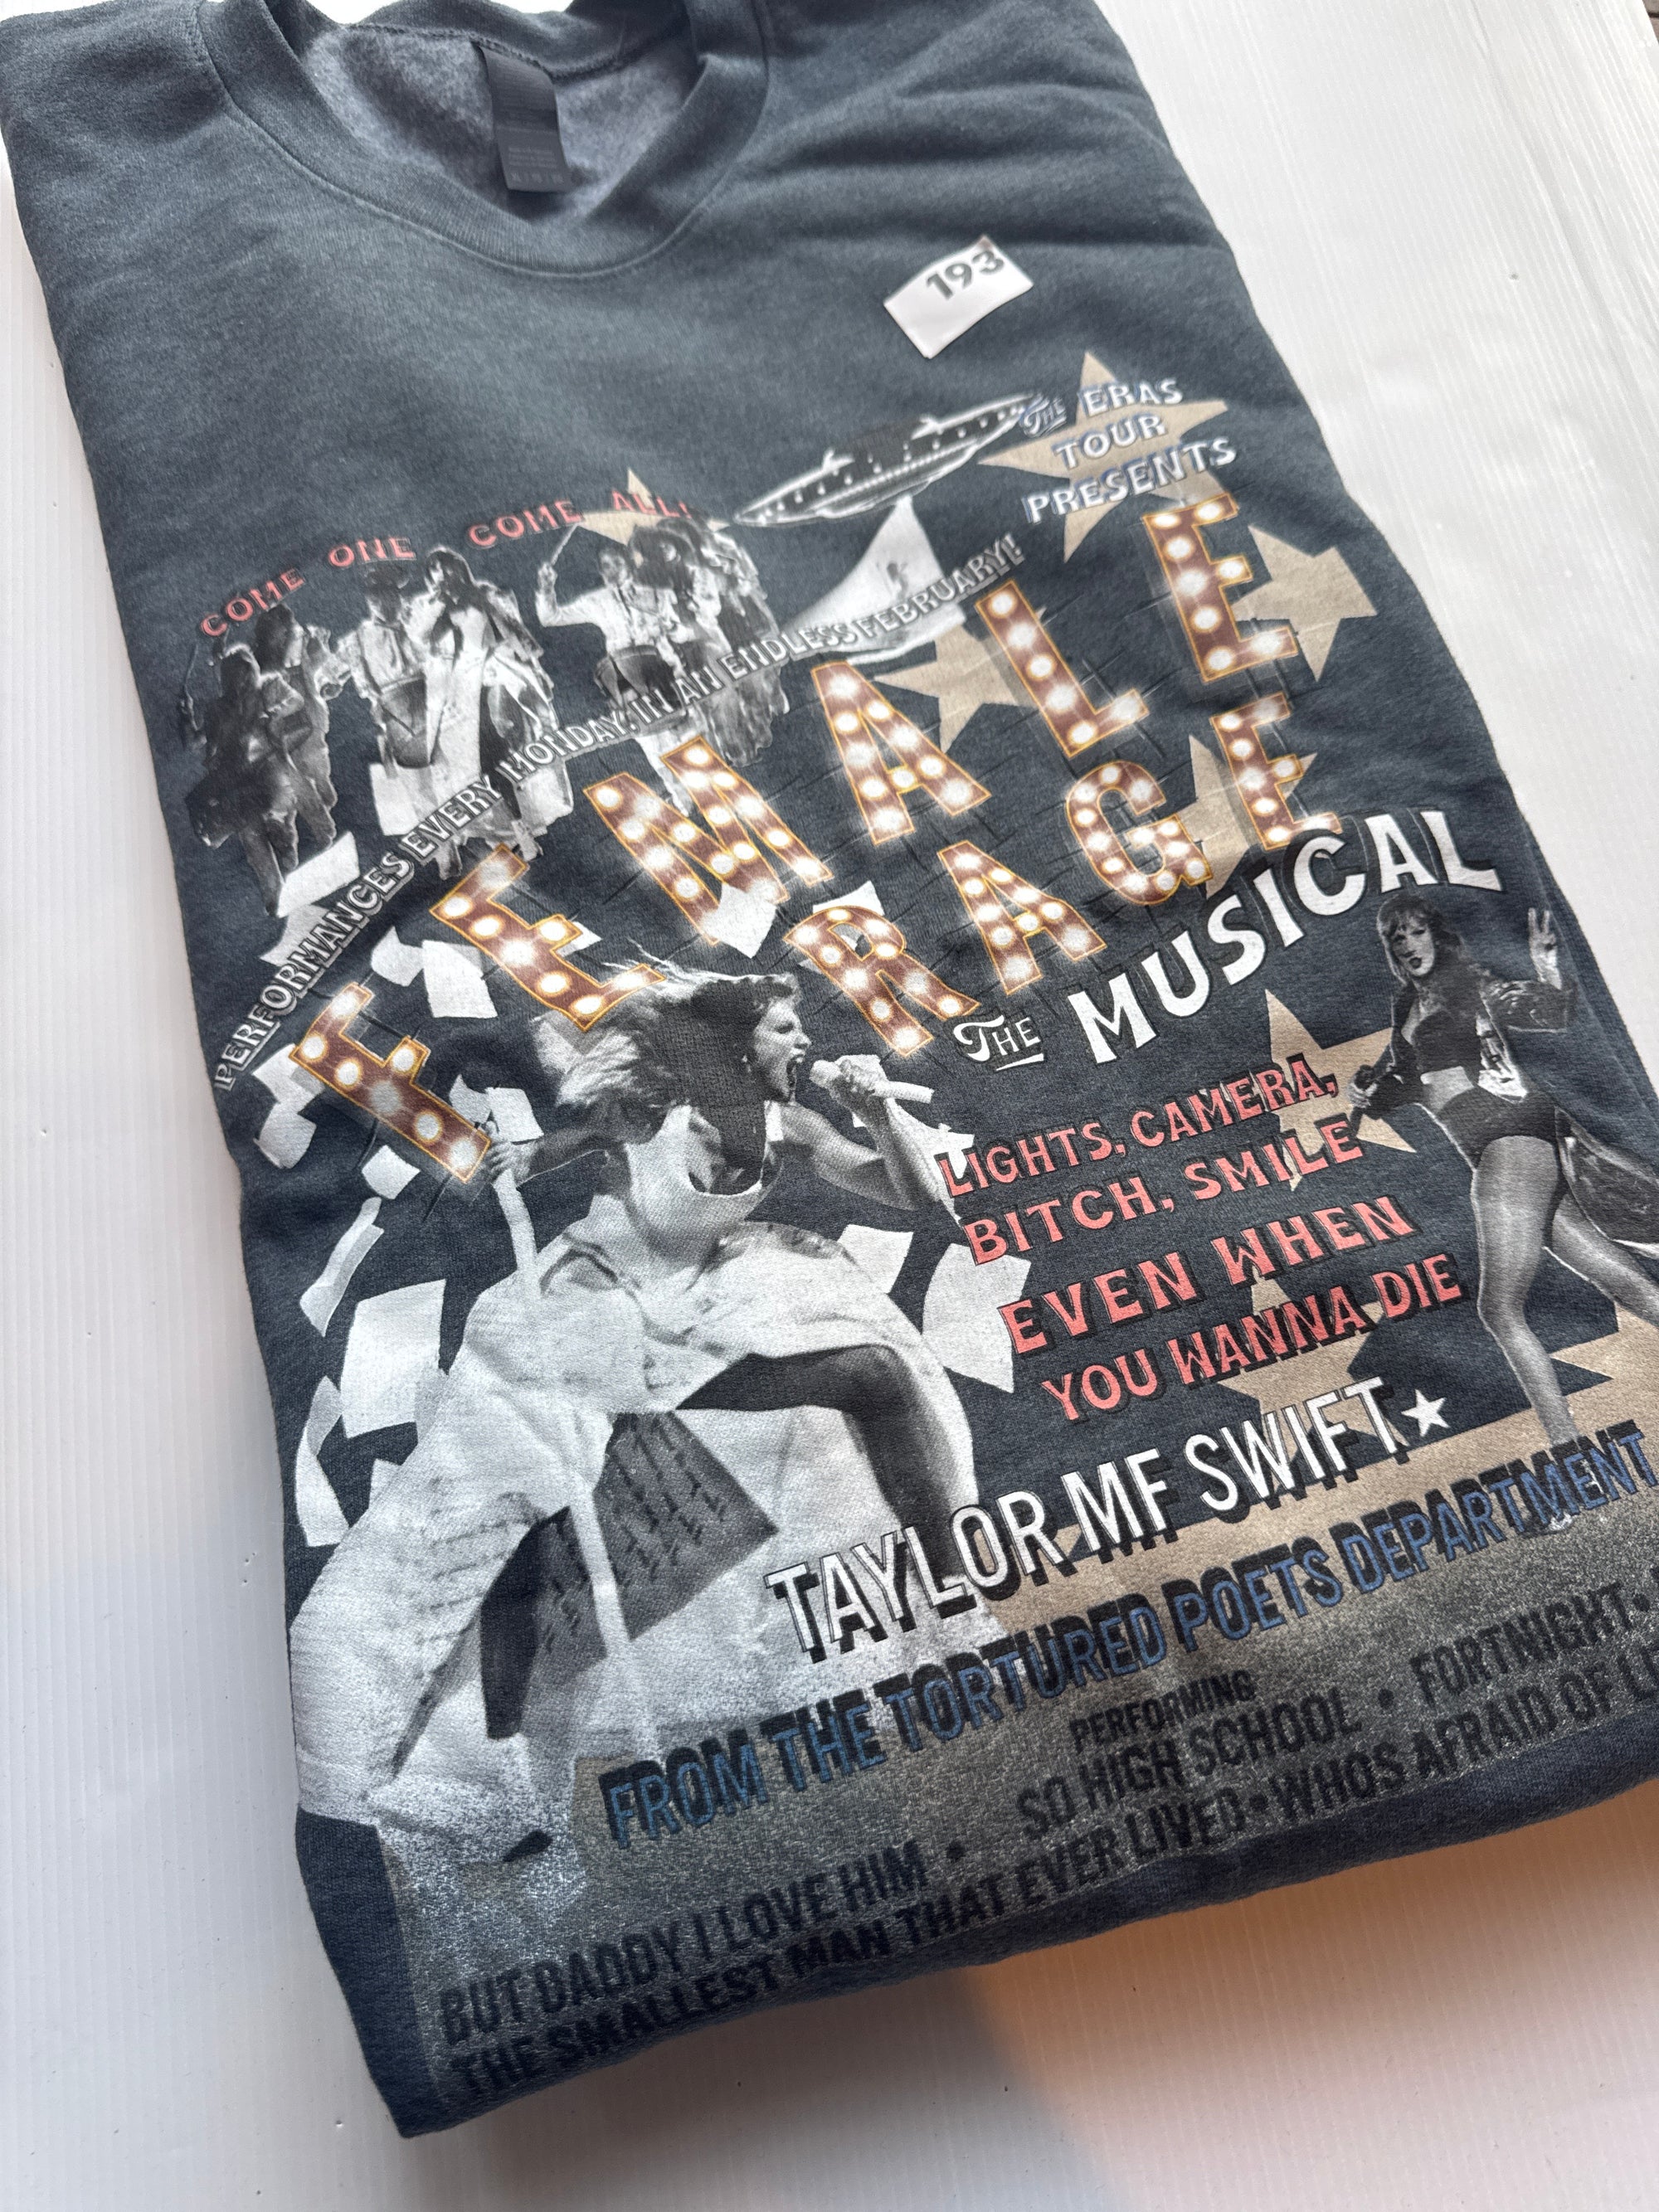 193
THE ERAS
TOUR
PRESENTS
COME ONE COME ALL!
PERFORMANCES EVERY MONDAY, IN AN ENDLESS FEBRUARY!
FEMALE
RAGE
THE MUSICAL
LIGHTS, CAMERA,
BITCH, SMILE
EVEN WHEN
YOU WANNA DIE
TAYLOR MF SWIFT
FROM THE TORTURED POETS DEPARTMENT
PERFORMING
BUT DADDY I LOVE HIM • SO HIGH SCHOOL • FORTNIGHT •
THE SMALLEST MAN THAT EVER LIVED • WHOS AFRAID OF